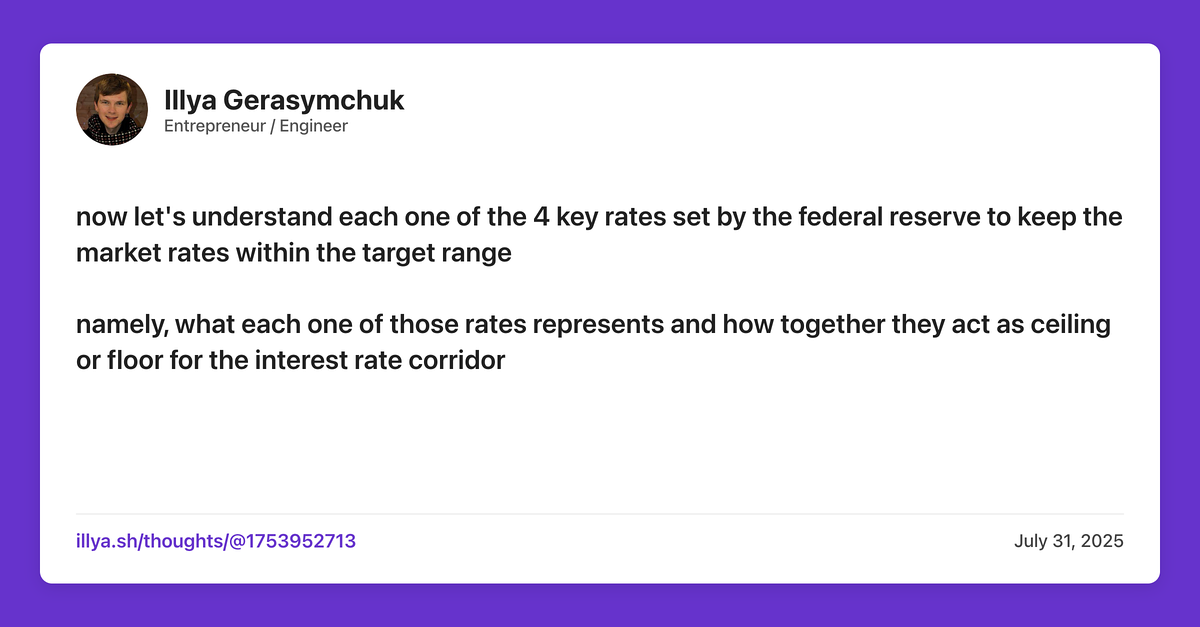 Illya Gerasymchuk
Entrepreneur / Engineer
now let's understand each one of the 4 key rates set by the federal reserve to keep the
market rates within the target range
namely, what each one of those rates represents and how together they act as ceiling
or floor for the interest rate corridor
illya.sh/thoughts/@1753952713
July 31, 2025